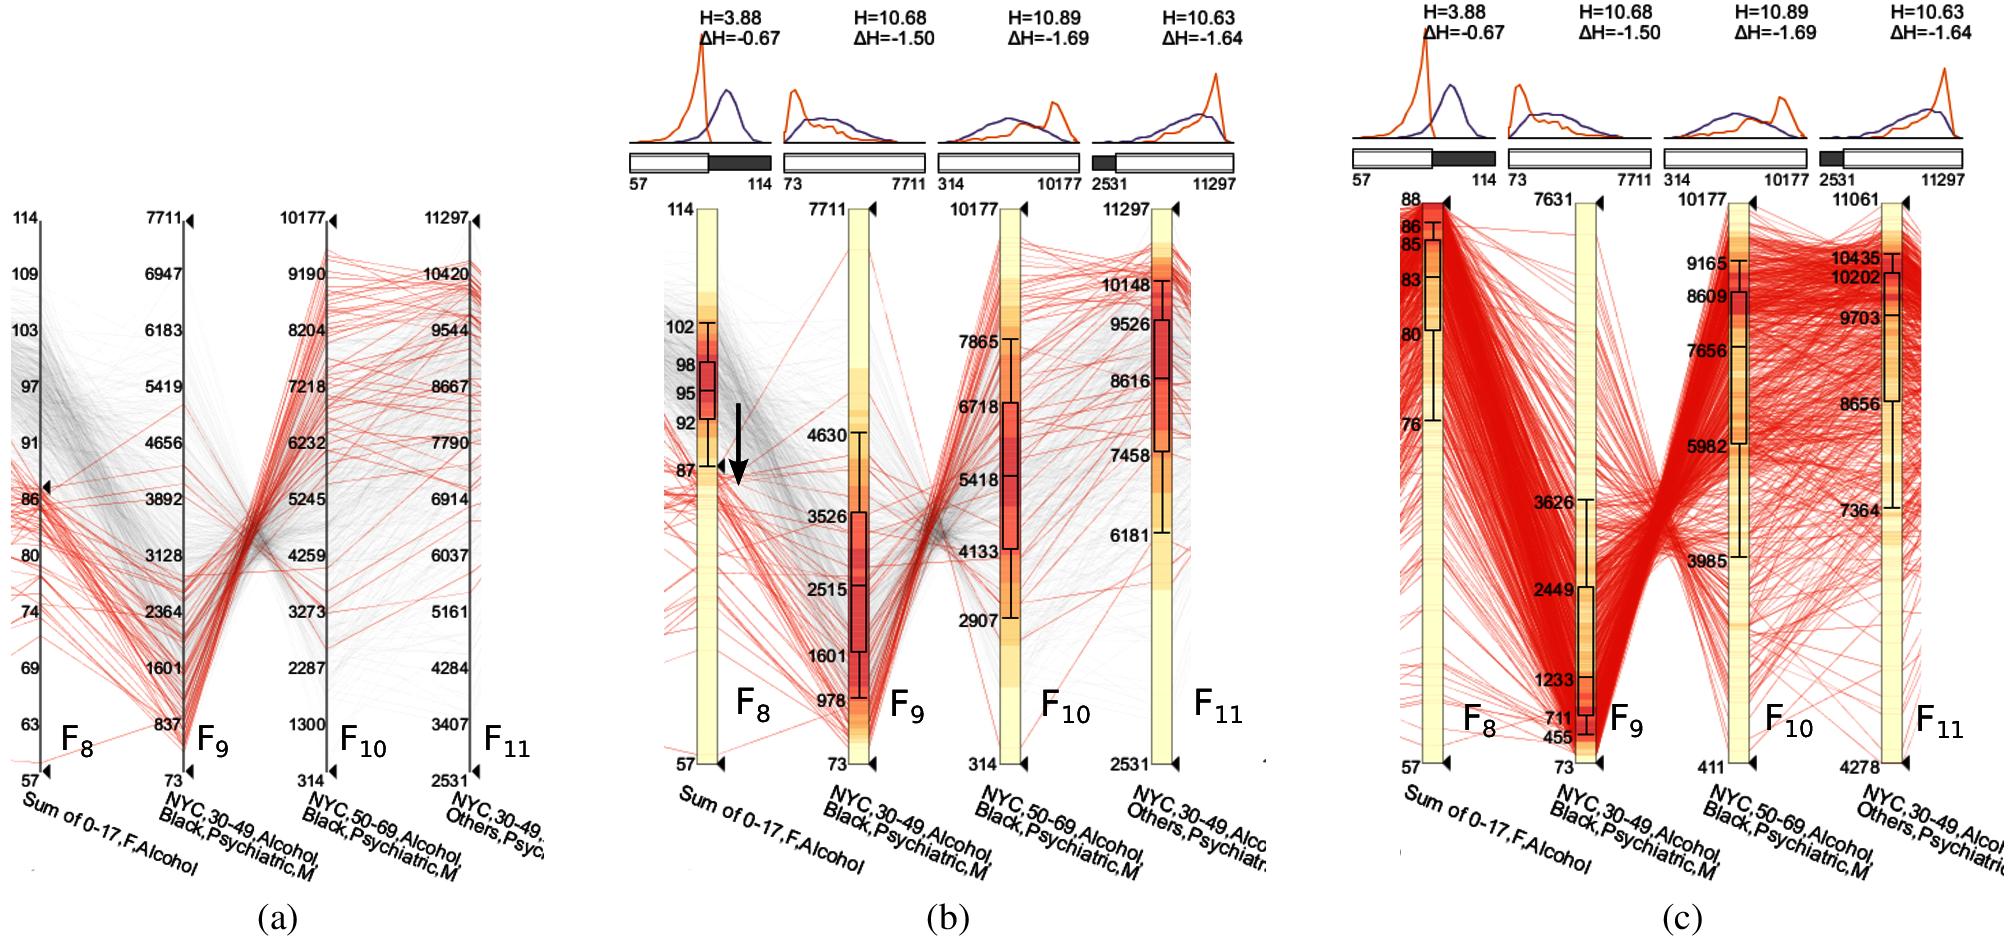 H=3.88 H=10.68 H=10.89 H=10.63
ΔH=-0.67 ΔH=-1.50 ΔH=-1.69 ΔH=-1.64
57 114 73 7711 314 10177 2531 11297
H=3.88 H=10.68 H=10.89 H=10.63
ΔH=-0.67 ΔH=-1.50 ΔH=-1.69 ΔH=-1.64
57 114 73 7711 314 10177 2531 11297
114 7711 10177 11297
109 6947 9190 10420
103 6183 8204 9544
97 5419 7218 8667
91 4656 6232 7790
86 3892 5245 6914
80 3128 4259 6037
74 2364 3273 5161
69 1601 2287 4284
63 837 1300 3407
F8 F9 F10 F11
57 73 314 2531
Sum of 0-17,F,Alcohol
NYC,30-49,Alcohol,
Black,Psychiatric,M
NYC,50-69,Alcohol,
Black,Psychiatric,M
NYC,30-49,
Others,Psyc
(a)
114 7711 10177 11297
102
98
95
92
87
4630
3526
2515
1601
978
7865
6718
5418
4133
2907
10148
9526
8616
7458
6181
F8 F9 F10 F11
57 73 314 2531
Sum of 0-17,F,Alcohol
NYC,30-49,Alcohol,
Black,Psychiatric,M
NYC,50-69,Alcohol,
Black,Psychiatric,M
NYC,30-49,Alco
Others,Psychiatr
(b)
88 7631 10177 11061
86
85
83
80
76
3626
2449
1233
711
455
9165
8609
7656
5982
3985
10435
10202
9703
8656
7364
F8 F9 F10 F11
57 73 411 4278
Sum of 0-17,F,Alcohol
NYC,30-49,Alcohol,
Black,Psychiatric,M
NYC,50-69,Alcohol,
Black,Psychiatric,M
NYC,30-49,Alcoh
Others,Psychiatric
(c)